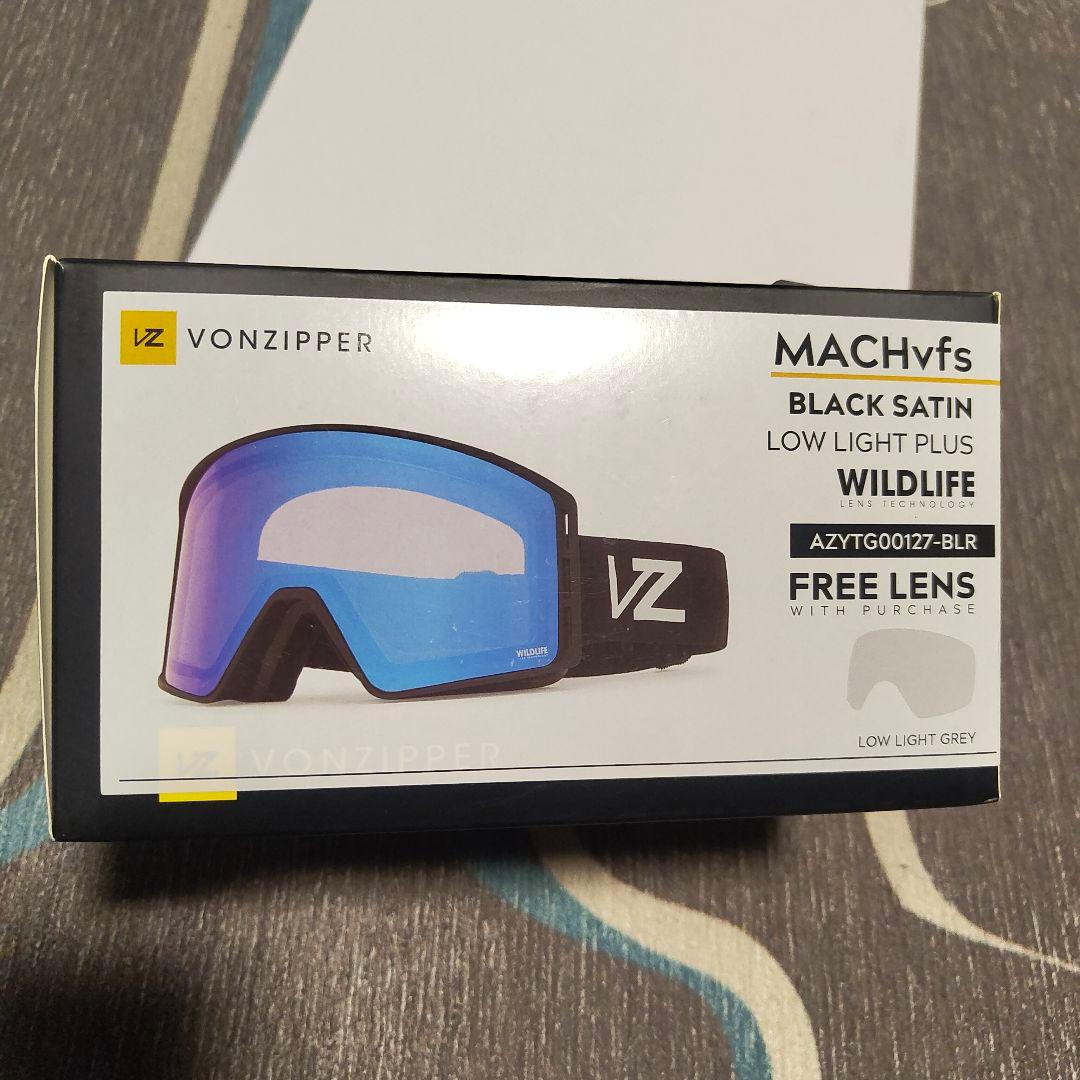 VZ VONZIPPER
MACHvfs
BLACK SATIN
LOW LIGHT PLUS
WILDLIFE
LENS TECHNOLOGY
AZYTG00127-BLR
FREE LENS
WITH PURCHASE
VZ
WILDLIFE
LOW LIGHT GREY
VZ VONZIPPER